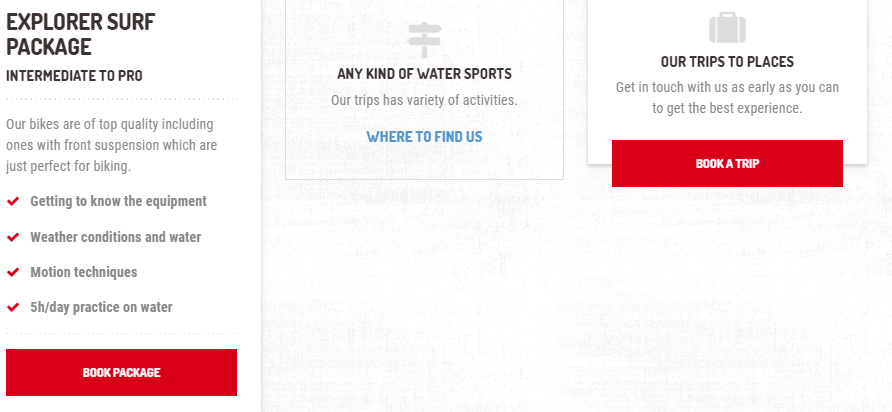 EXPLORER SURF
PACKAGE
INTERMEDIATE TO PRO
Our bikes are of top quality including
ones with front suspension which are
just perfect for biking.
Getting to know the equipment
Weather conditions and water
Motion techniques
5h/day practice on water
BOOK PACKAGE
ANY KIND OF WATER SPORTS
Our trips has variety of activities.
WHERE TO FIND US
OUR TRIPS TO PLACES
Get in touch with us as early as you can
to get the best experience.
BOOK A TRIP